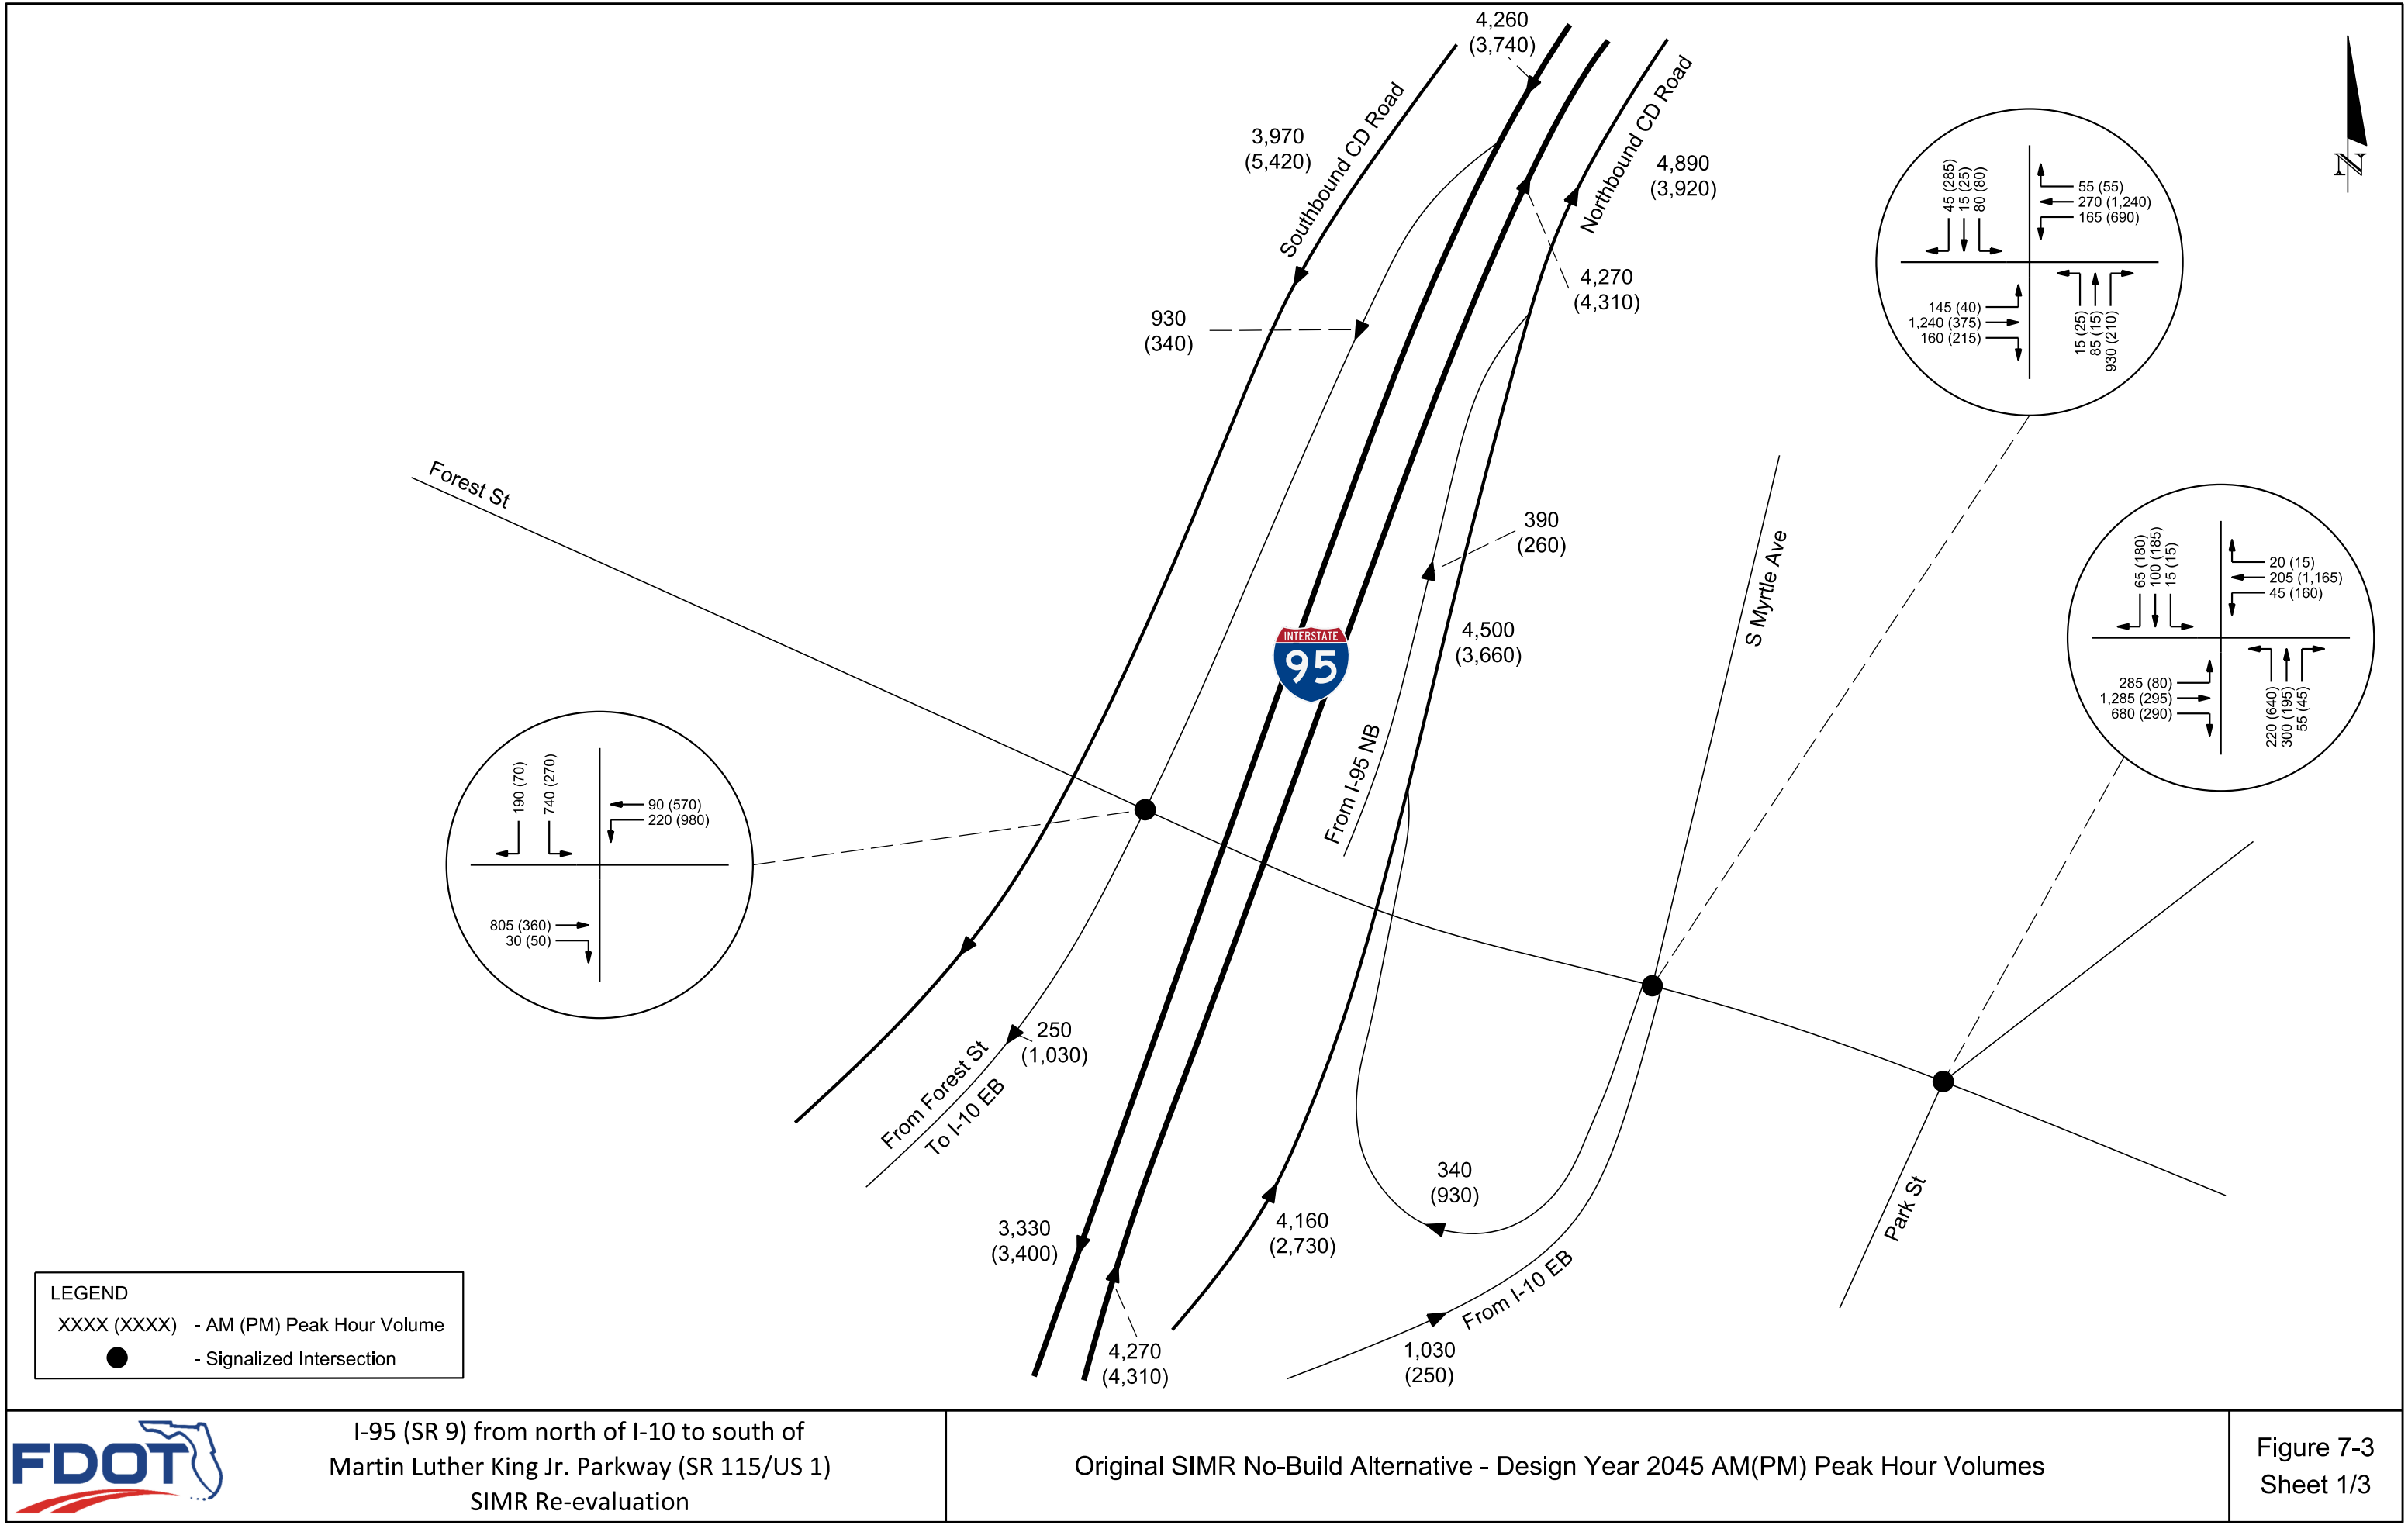 4,260
(3,740)
Southbound CD Road
3,970
(5,420)
Northbound CD Road
4,890
(3,920)
4,270
(4,310)
930
(340)
N
45 (285)
15 (25)
80 (80)
55 (55)
270 (1,240)
165 (690)
145 (40)
1,240 (375)
160 (215)
15 (25)
85 (15)
930 (210)
Forest St
390
(260)
4,500
(3,660)
S Myrtle Ave
INTERSTATE
95
From I-95 NB
65 (180)
100 (185)
15 (15)
20 (15)
205 (1,165)
45 (160)
285 (80)
1,285 (295)
680 (290)
220 (640)
300 (195)
55 (45)
190 (70)
740 (270)
90 (570)
220 (980)
805 (360)
30 (50)
250
(1,030)
From Forest St
To I-10 EB
3,330
(3,400)
4,160
(2,730)
340
(930)
Park St
From I-10 EB
4,270
(4,310)
1,030
(250)
LEGEND
XXXX (XXXX) - AM (PM) Peak Hour Volume
- Signalized Intersection
FDOT
I-95 (SR 9) from north of I-10 to south of
Martin Luther King Jr. Parkway (SR 115/US 1)
SIMR Re-evaluation
Original SIMR No-Build Alternative - Design Year 2045 AM(PM) Peak Hour Volumes
Figure 7-3
Sheet 1/3